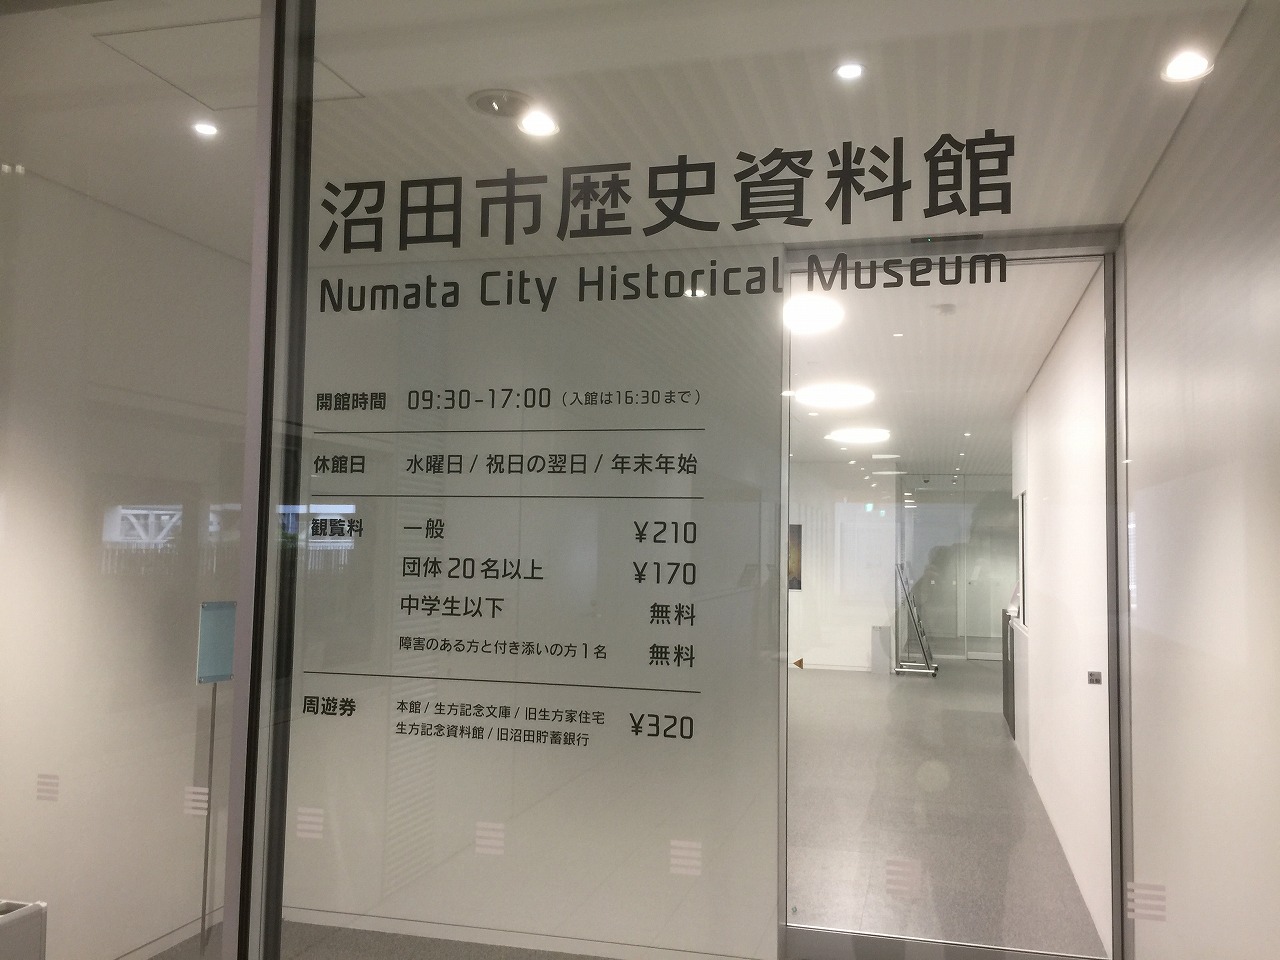 沼田市歴史資料館
Numata City Historical Museum
開館時間 09:30-17:00 (入館は16:30まで)
休館日 水曜日 / 祝日の翌日 / 年末年始
観覧料 一般 ¥210
団体20名以上 ¥170
中学生以下 無料
障害のある方と付き添いの方1名 無料
周遊券 本館 / 生方記念文庫 / 旧生方家住宅 ¥320
生方記念資料館 / 旧沼田貯蓄銀行